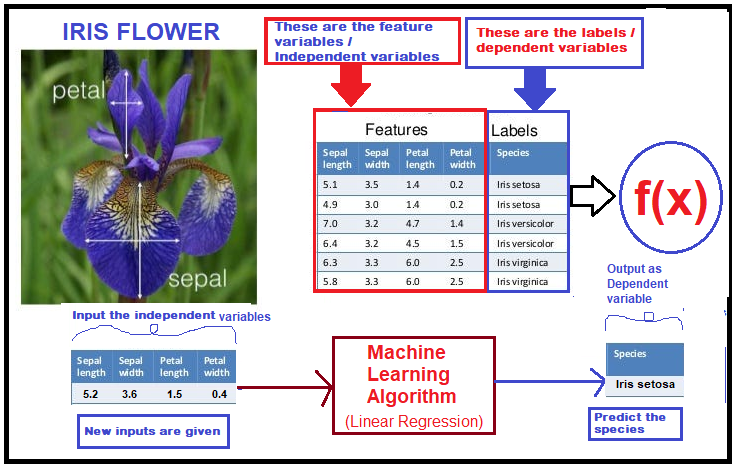 IRIS FLOWER
These are the feature
variables /
Independent variables
These are the labels /
dependent variables
petal
sepal
Features
Labels
Sepal length Sepal width Petal length Petal width Species
5.1 3.5 1.4 0.2 Iris setosa
4.9 3.0 1.4 0.2 Iris setosa
7.0 3.2 4.7 1.4 Iris versicolor
6.4 3.2 4.5 1.5 Iris versicolor
6.3 3.3 6.0 2.5 Iris virginica
5.8 3.3 6.0 2.5 Iris virginica
f(x)
Input the independent variables
Sepal length Sepal width Petal length Petal width
5.2 3.6 1.5 0.4
New inputs are given
Machine
Learning
Algorithm
(Linear Regression)
Output as
Dependent
variable
Species
Iris setosa
Predict the
species